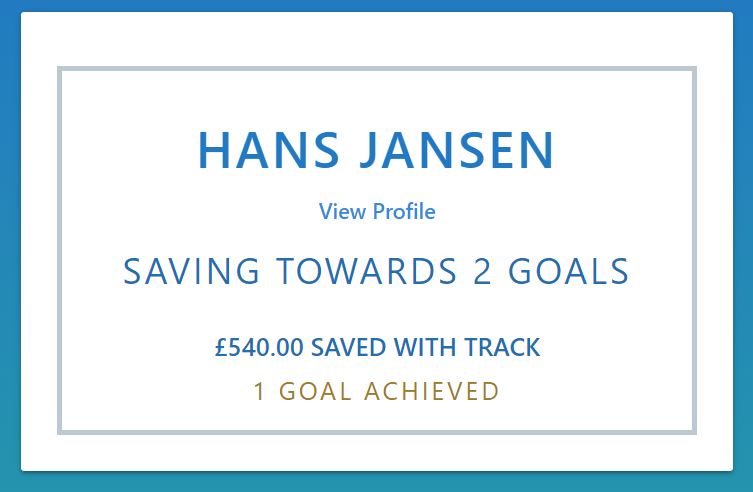 HANS JANSEN
View Profile
SAVING TOWARDS 2 GOALS
£540.00 SAVED WITH TRACK
1 GOAL ACHIEVED